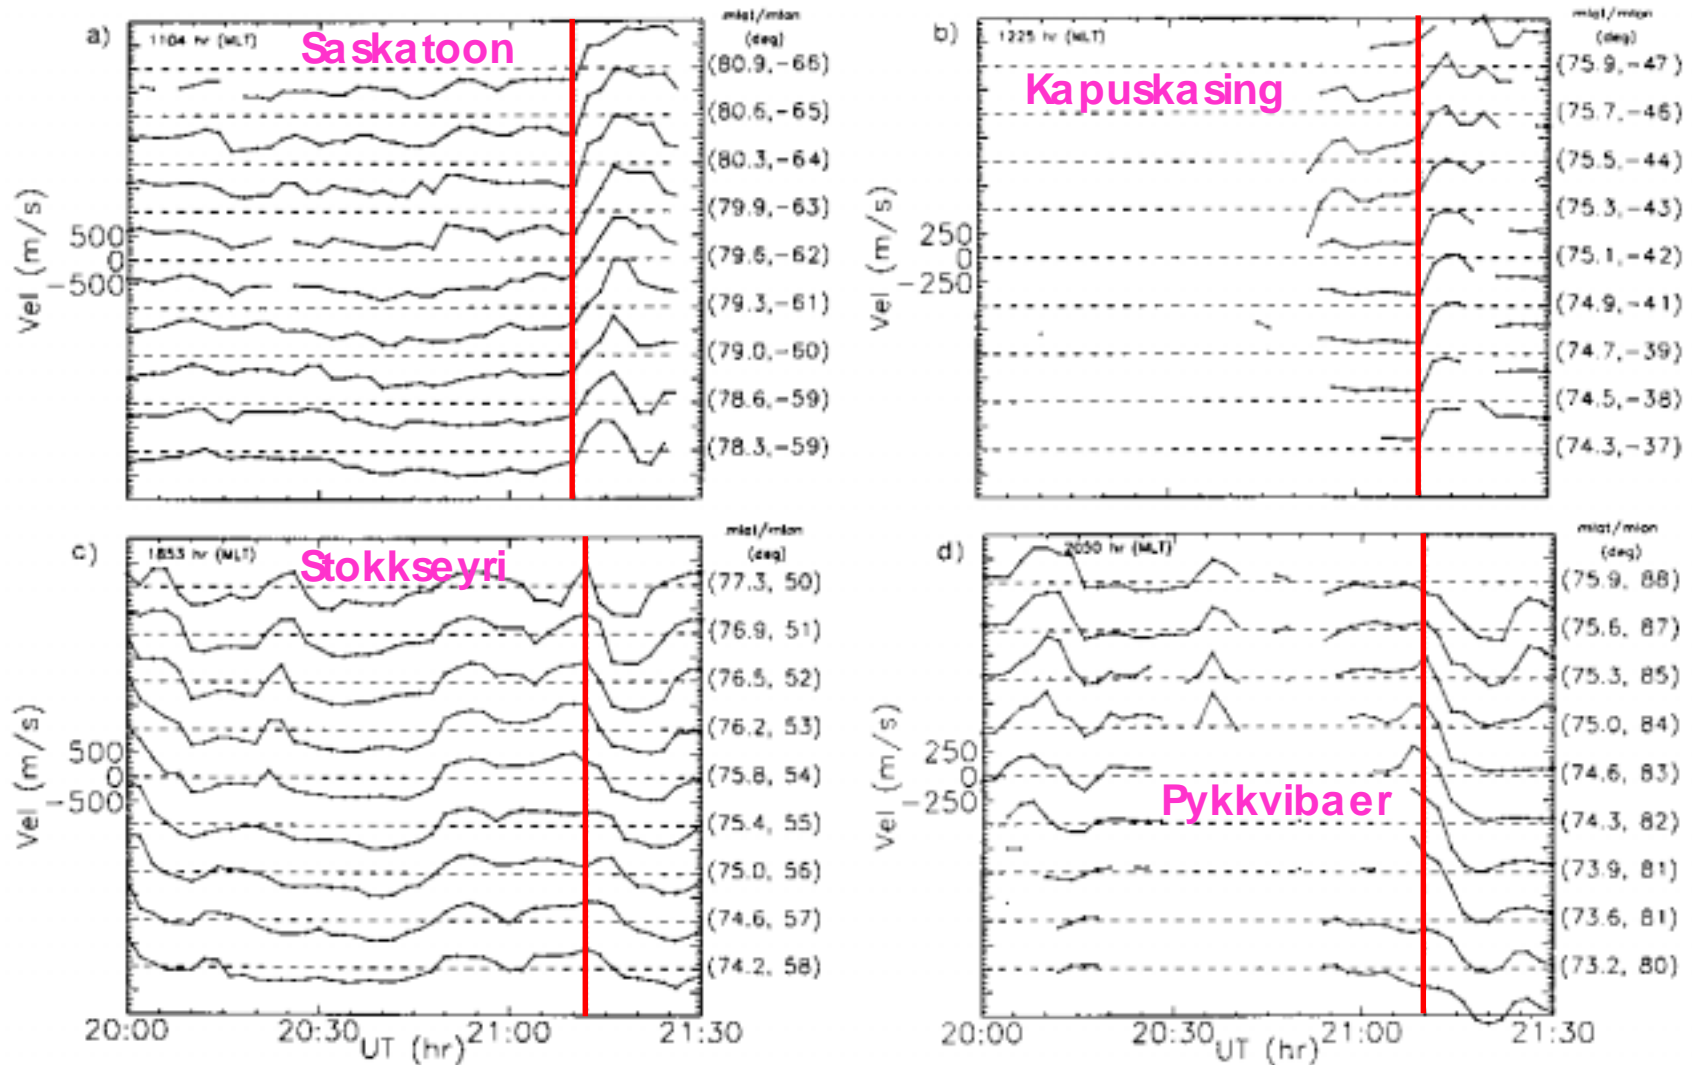 a)
1104 hr (MLT)
Saskatoon
mlat/mlon
(deg)
(80.9,-66)
(80.6,-65)
(80.3,-64)
(79.9,-63)
(79.6,-62)
(79.3,-61)
(79.0,-60)
(78.6,-59)
(78.3,-59)
Vel (m/s)
500
0
-500
b)
1225 hr (MLT)
Kapuskasing
mlat/mlon
(deg)
(75.9,-47)
(75.7,-46)
(75.5,-44)
(75.3,-43)
(75.1,-42)
(74.9,-41)
(74.7,-39)
(74.5,-38)
(74.3,-37)
Vel (m/s)
250
0
-250
c)
1853 hr (MLT)
Stokkseyri
mlat/mlon
(deg)
(77.3, 50)
(76.9, 51)
(76.5, 52)
(76.2, 53)
(75.8, 54)
(75.4, 55)
(75.0, 56)
(74.6, 57)
(74.2, 58)
Vel (m/s)
500
0
-500
20:00 20:30 21:00 21:30
UT (hr)
d)
2030 hr (MLT)
Pykkvibaer
mlat/mlon
(deg)
(75.9, 88)
(75.6, 87)
(75.3, 85)
(75.0, 84)
(74.6, 83)
(74.3, 82)
(73.9, 81)
(73.6, 81)
(73.2, 80)
Vel (m/s)
250
0
-250
20:00 20:30 21:00 21:30
UT (hr)